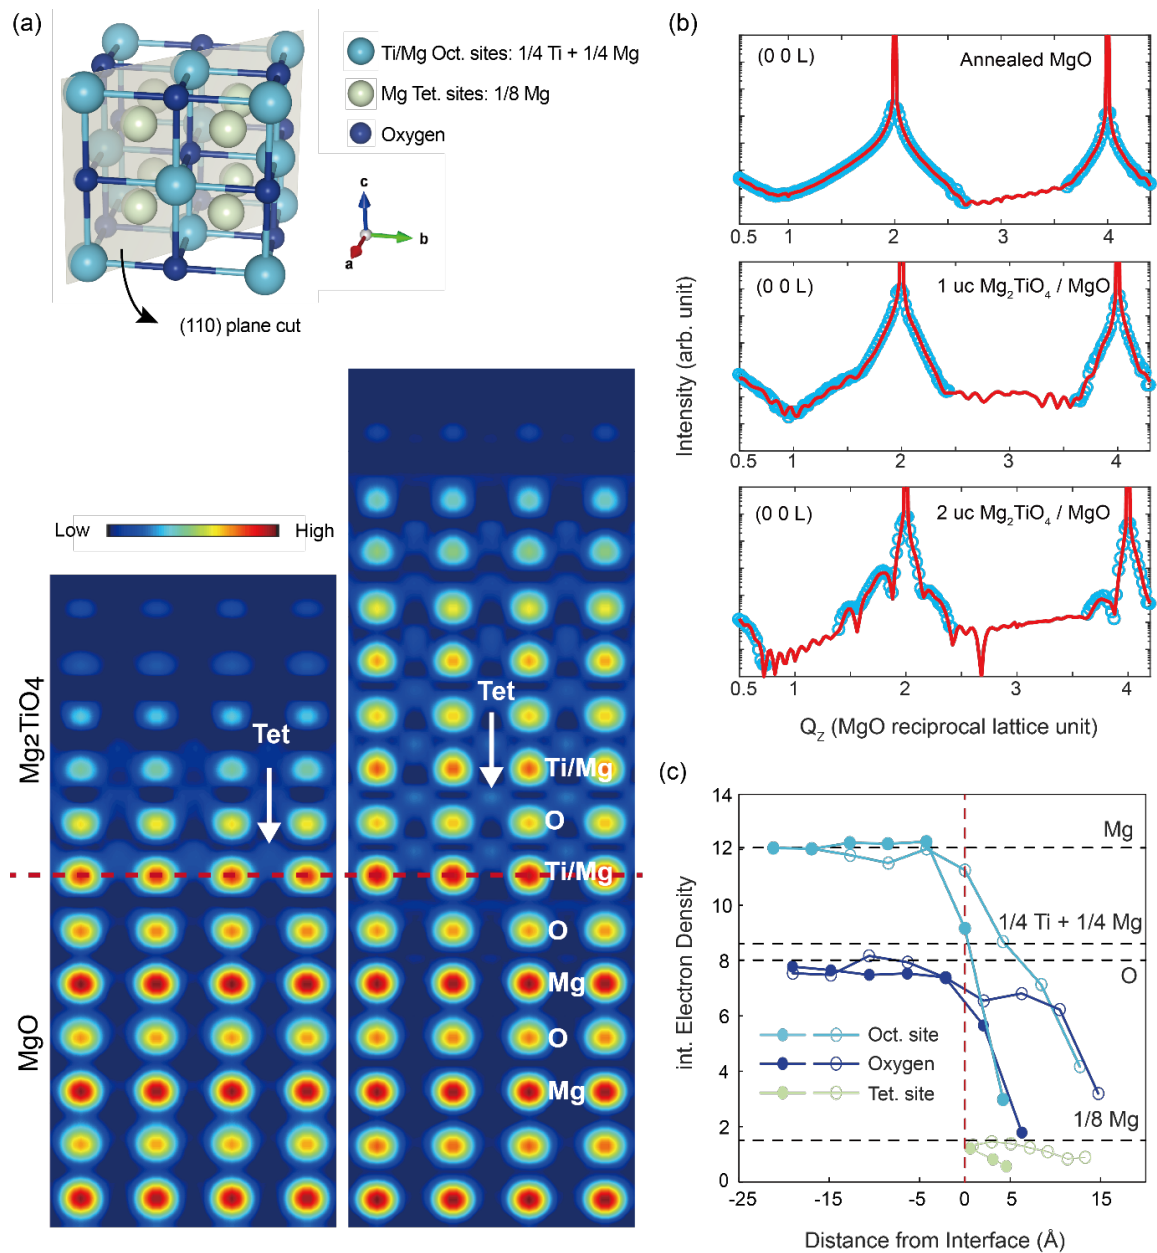 (a)
Ti/Mg Oct. sites: 1/4 Ti + 1/4 Mg
Mg Tet. sites: 1/8 Mg
Oxygen
c
b
a
(110) plane cut
Low
High
Mg2TiO4
MgO
Tet
Tet
Ti/Mg
O
Ti/Mg
O
Mg
O
Mg
(b)
(0 0 L)
Annealed MgO
0.5 1 2 3 4
(0 0 L)
1 uc Mg₂TiO₄ / MgO
0.5 1 2 3 4
(0 0 L)
2 uc Mg₂TiO₄ / MgO
0.5 1 2 3 4
Intensity (arb. unit)
Q_Z (MgO reciprocal lattice unit)
(c)
int. Electron Density
14
12
10
8
6
4
2
0
Mg
1/4 Ti + 1/4 Mg
O
Oct. site
Oxygen
Tet. site
1/8 Mg
-25 -15 -5 0 5 15
Distance from Interface (Å)